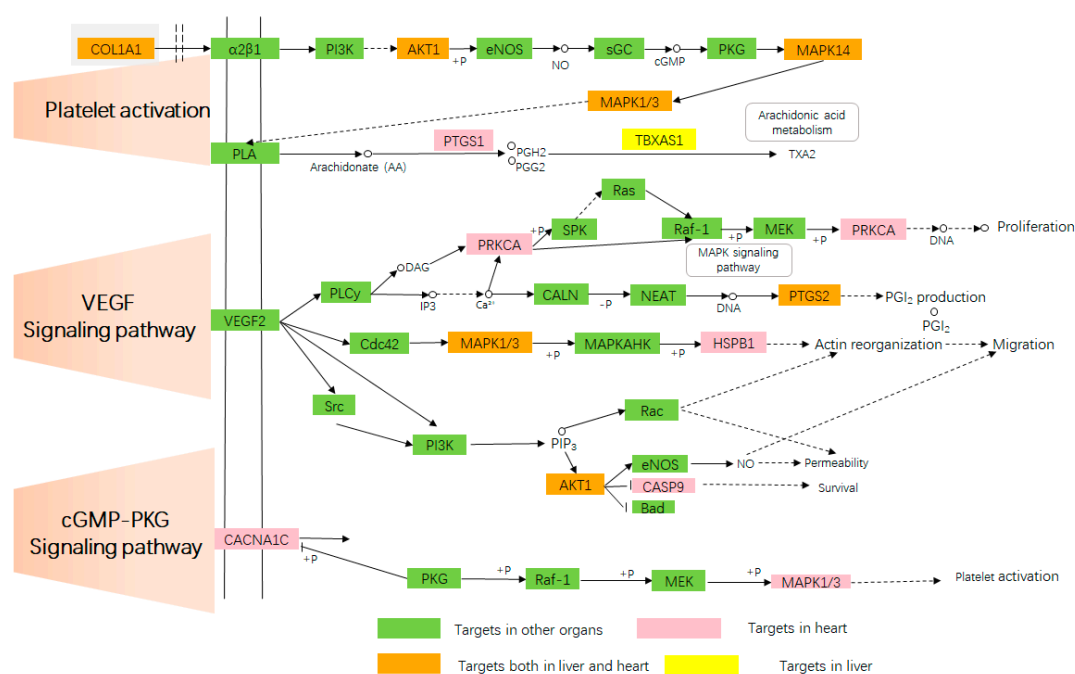 COL1A1
α2β1
PI3K
AKT1
+P
eNOS
NO
sGC
cGMP
PKG
MAPK14
Platelet activation
MAPK1/3
Arachidonic acid
metabolism
PLA
Arachidonate (AA)
PTGS1
PGH2
PGG2
TBXAS1
TXA2
VEGF
Signaling pathway
VEGF2
PLCy
DAG
IP3
Ca²⁺
PRKCA
+P
SPK
Ras
Raf-1
+P
MEK
+P
PRKCA
DNA
Proliferation
MAPK signaling
pathway
CALN
-P
NEAT
DNA
PTGS2
PGI₂ production
PGI₂
Cdc42
MAPK1/3
+P
MAPKAHK
+P
HSPB1
Actin reorganization
Migration
Src
PI3K
PIP₃
Rac
AKT1
eNOS
NO
Permeability
CASP9
Survival
Bad
cGMP-PKG
Signaling pathway
CACNA1C
+P
PKG
+P
Raf-1
+P
MEK
+P
MAPK1/3
Platelet activation
Targets in other organs
Targets in heart
Targets both in liver and heart
Targets in liver